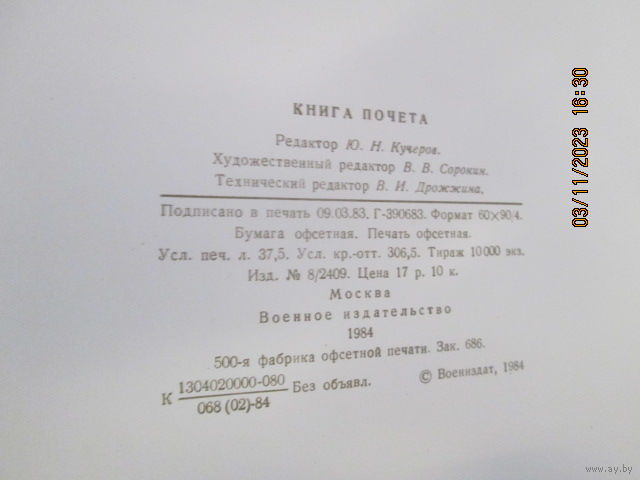 КНИГА ПОЧЕТА
Редактор Ю. Н. Кучеров.
Художественный редактор В. В. Сорокин.
Технический редактор В. И. Дрожжина.
Подписано в печать 09.03.83. Г-390683. Формат 60×90/4.
Бумага офсетная. Печать офсетная.
Усл. печ. л. 37,5. Усл. кр.-отт. 306,5. Тираж 10 000 экз.
Изд. № 8/2409. Цена 17 р. 10 к.
Москва
Военное издательство
1984
500-я фабрика офсетной печати. Зак. 686.
К 1304020000-080 Без объявл.
068 (02)-84
© Воениздат, 1984
03/11/2023 16:30
www.ay.by